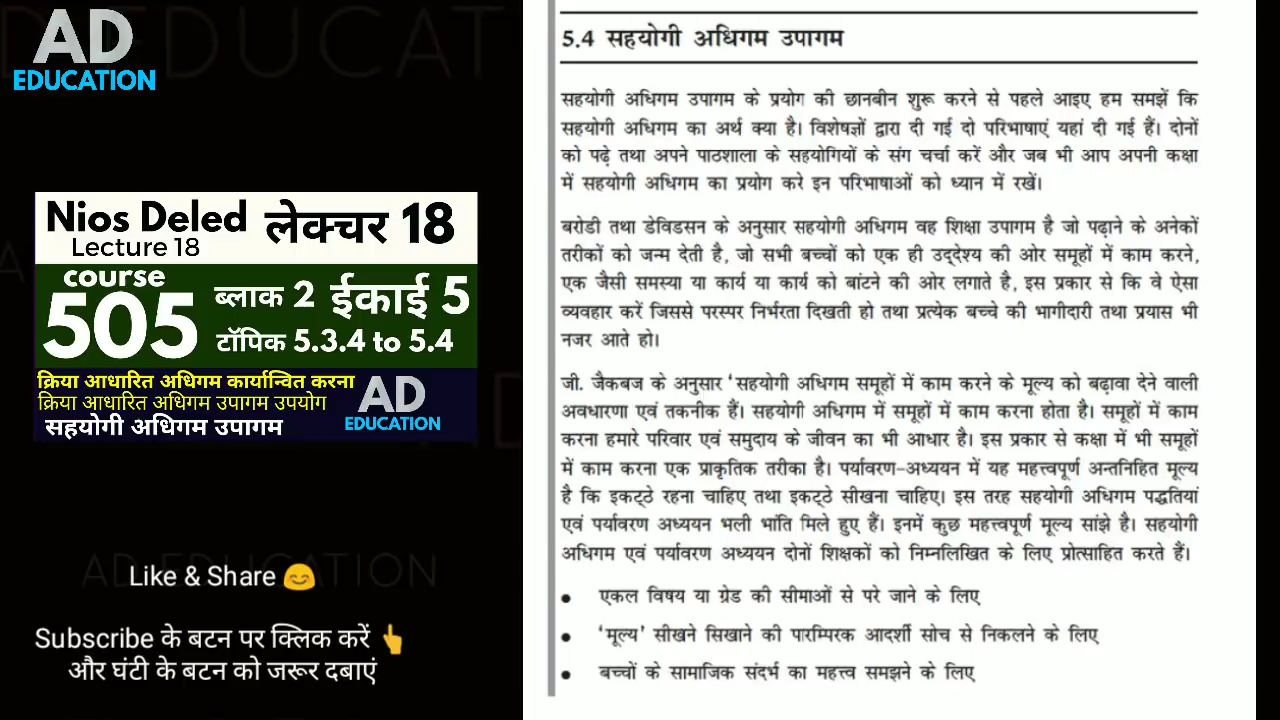 AD
EDUCATION
Nios Deled लेक्चर 18
Lecture 18
course
505
ब्लाक 2 ईकाई 5
टॉपिक 5.3.4 to 5.4
क्रिया आधारित अधिगम कार्यान्वित करना
क्रिया आधारित अधिगम उपागम उपयोग
सहयोगी अधिगम उपागम
AD
EDUCATION
AD EDUCATION
Like & Share 😊
Subscribe के बटन पर क्लिक करें 👆
और घंटी के बटन को जरूर दबाएं
5.4 सहयोगी अधिगम उपागम
सहयोगी अधिगम उपागम के प्रयोग की छानबीन शुरू करने से पहले आइए हम समझें कि
सहयोगी अधिगम का अर्थ क्या है। विशेषज्ञों द्वारा दी गई दो परिभाषाएं यहां दी गई हैं। दोनों
को पढ़े तथा अपने पाठशाला के सहयोगियों के संग चर्चा करें और जब भी आप अपनी कक्षा
में सहयोगी अधिगम का प्रयोग करे इन परिभाषाओं को ध्यान में रखें।
बरोडी तथा डेविडसन के अनुसार सहयोगी अधिगम वह शिक्षा उपागम है जो पढ़ाने के अनेकों
तरीकों को जन्म देती है, जो सभी बच्चों को एक ही उद्देश्य की ओर समूहों में काम करने,
एक जैसी समस्या या कार्य या कार्य को बांटने की ओर लगाते है, इस प्रकार से कि वे ऐसा
व्यवहार करें जिससे परस्पर निर्भरता दिखती हो तथा प्रत्येक बच्चे की भागीदारी तथा प्रयास भी
नजर आते हो।
जी. जैकबज के अनुसार 'सहयोगी अधिगम समूहों में काम करने के मूल्य को बढ़ावा देने वाली
अवधारणा एवं तकनीक हैं। सहयोगी अधिगम में समूहों में काम करना होता है। समूहों में काम
करना हमारे परिवार एवं समुदाय के जीवन का भी आधार है। इस प्रकार से कक्षा में भी समूहों
में काम करना एक प्राकृतिक तरीका है। पर्यावरण-अध्ययन में यह महत्त्वपूर्ण अन्तनिहित मूल्य
है कि इकट्ठे रहना चाहिए तथा इकट्ठे सीखना चाहिए। इस तरह सहयोगी अधिगम पद्धतियां
एवं पर्यावरण अध्ययन भली भांति मिले हुए हैं। इनमें कुछ महत्त्वपूर्ण मूल्य सांझे है। सहयोगी
अधिगम एवं पर्यावरण अध्ययन दोनों शिक्षकों को निम्नलिखित के लिए प्रोत्साहित करते हैं।
• एकल विषय या ग्रेड की सीमाओं से परे जाने के लिए
• 'मूल्य' सीखने सिखाने की पारम्परिक आदर्शी सोच से निकलने के लिए
• बच्चों के सामाजिक संदर्भ का महत्त्व समझने के लिए